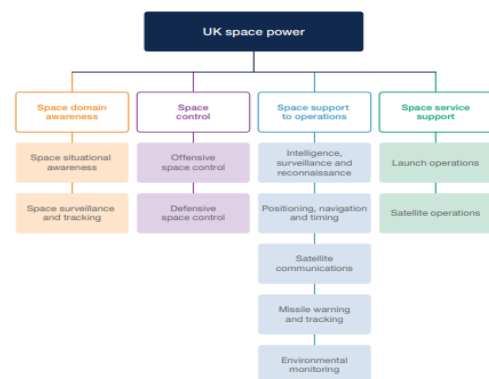 UK space power
Space domain
awareness
Space
control
Space support
to operations
Space service
support
Space situational
awareness
Space surveillance
and tracking
Offensive
space control
Defensive
space control
Intelligence,
surveillance and
reconnaissance
Positioning, navigation
and timing
Satellite
communications
Missile warning
and tracking
Environmental
monitoring
Launch operations
Satellite operations